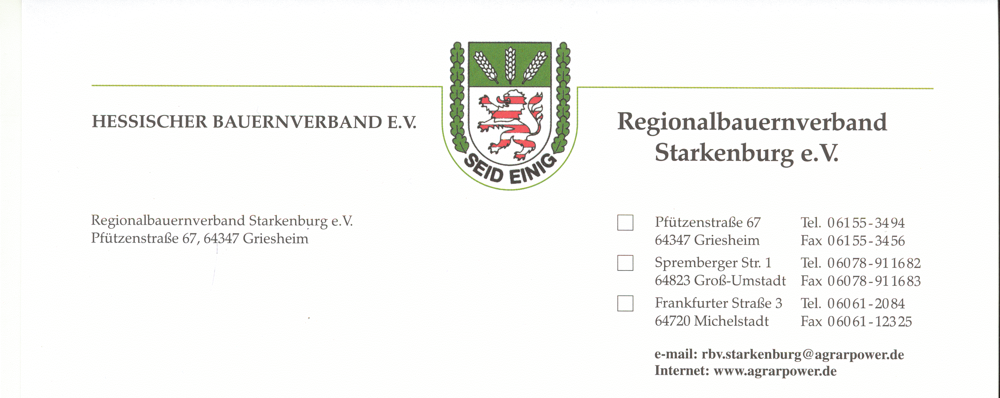 HESSISCHER BAUERNVERBAND E.V.
SEID EINIG
Regionalbauernverband
Starkenburg e.V.
Regionalbauernverband Starkenburg e.V.
Pfützenstraße 67, 64347 Griesheim
Pfützenstraße 67 Tel. 06155-3494
64347 Griesheim Fax 06155-3456
Spremberger Str. 1 Tel. 06078-911682
64823 Groß-Umstadt Fax 06078-911683
Frankfurter Straße 3 Tel. 06061-2084
64720 Michelstadt Fax 06061-12325
e-mail: rbv.starkenburg@agrarpower.de
Internet: www.agrarpower.de